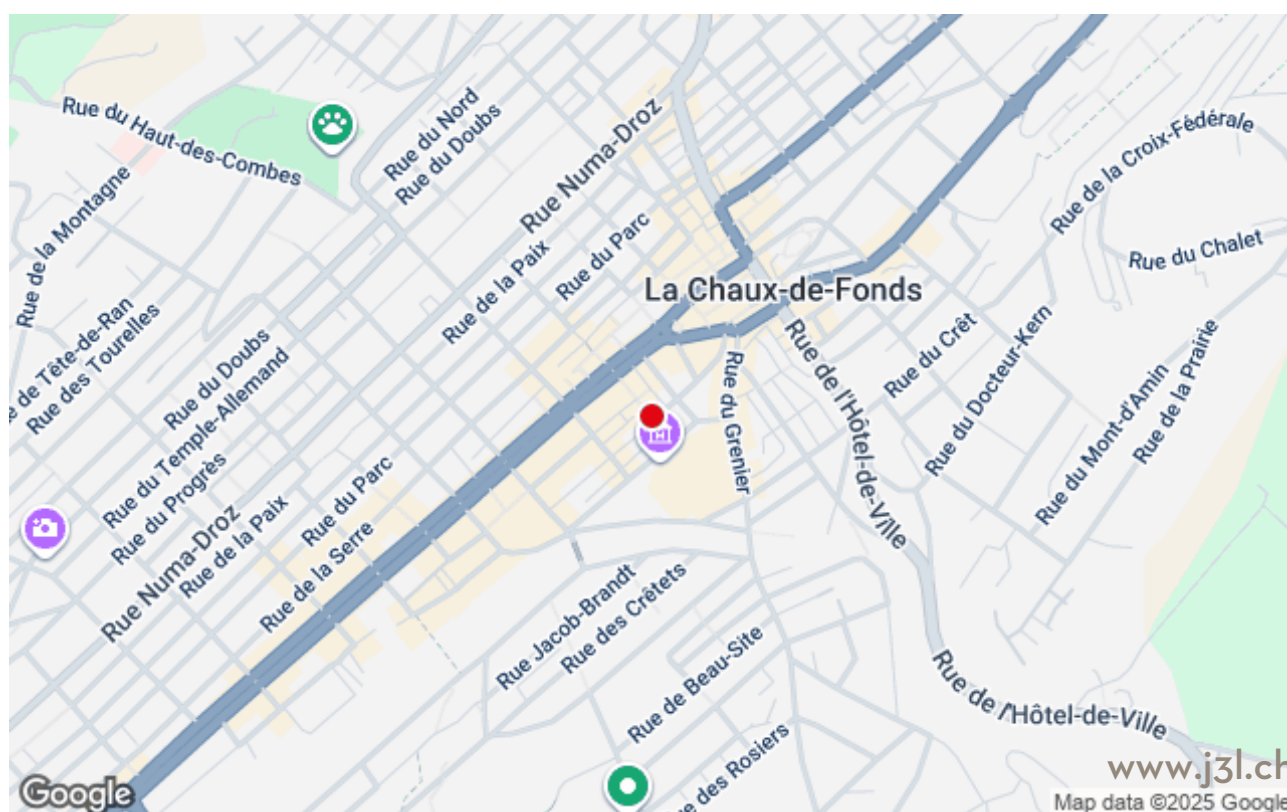 Rue du Haut-des-Combes
Rue du Nord
Rue du Doubs
Rue Numa-Droz
Rue de la Croix-Fédérale
Rue de la Montagne
Rue de la Paix
Rue du Parc
Rue du Chalet
La Chaux-de-Fonds
de Tête-de-Ran
Rue des Tourelles
Rue du Doubs
Rue du Temple-Allemand
Rue du Progrès
Rue du Crêt
Rue du Docteur-Kern
Rue de l'Hôtel-de-Ville
Rue du Grenier
Rue du Mont-d'Amin
Rue de la Prairie
Rue du Parc
Rue de la Paix
Rue de la Serre
Rue Numa-Droz
Rue Jacob-Brandt
Rue des Crêtets
Rue de Beau-Site
Rue de l'Hôtel-de-Ville
ue des Rosiers
www.j3l.ch
Google
Map data ©2025 Google